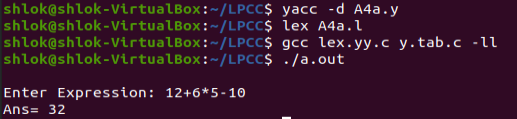 shlok@shlok-VirtualBox:~/LPCC$ yacc -d A4a.y
shlok@shlok-VirtualBox:~/LPCC$ lex A4a.l
shlok@shlok-VirtualBox:~/LPCC$ gcc lex.yy.c y.tab.c -ll
shlok@shlok-VirtualBox:~/LPCC$ ./a.out
Enter Expression: 12+6*5-10
Ans= 32